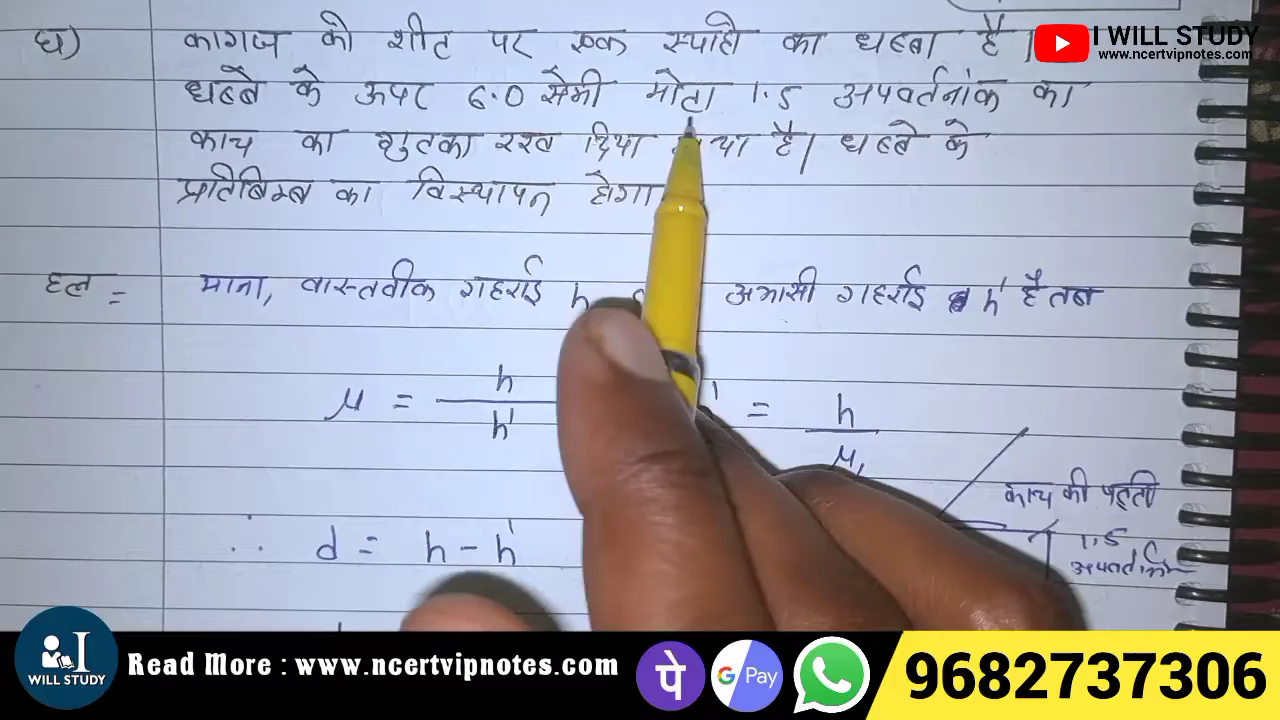 I WILL STUDY
www.ncertvipnotes.com
घ) कागज की शीट पर एक स्याही का धब्बा है।
धब्बे के ऊपर 6.0 सेमी मोटा 1.5 अपवर्तनांक का
काच का गुटका रख दिया गया है। धब्बे के
प्रतिबिम्ब का विस्थापन होगा
हल = माना, वास्तवीक गहराई h अभासी गहराई h' है तब
μ = h / h' ' = h / μ,
काच की पट्टी
∴ d = h - h' 1.5
I WILL STUDY
Read More : www.ncertvipnotes.com पे G Pay 9682737306